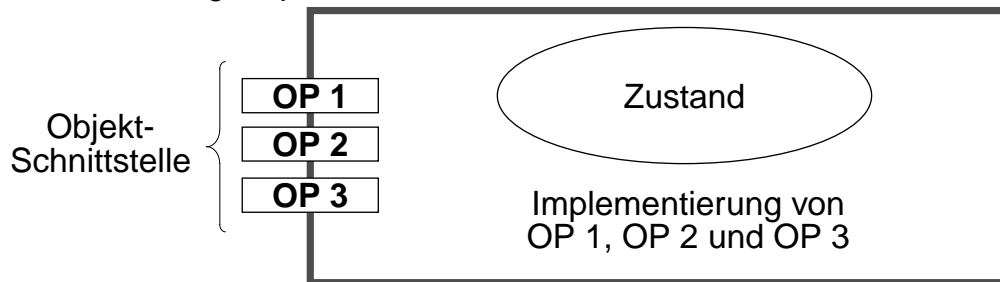 OP 1
Zustand
Objekt-
Schnittstelle
OP 2
OP 3
Implementierung von
OP 1, OP 2 und OP 3